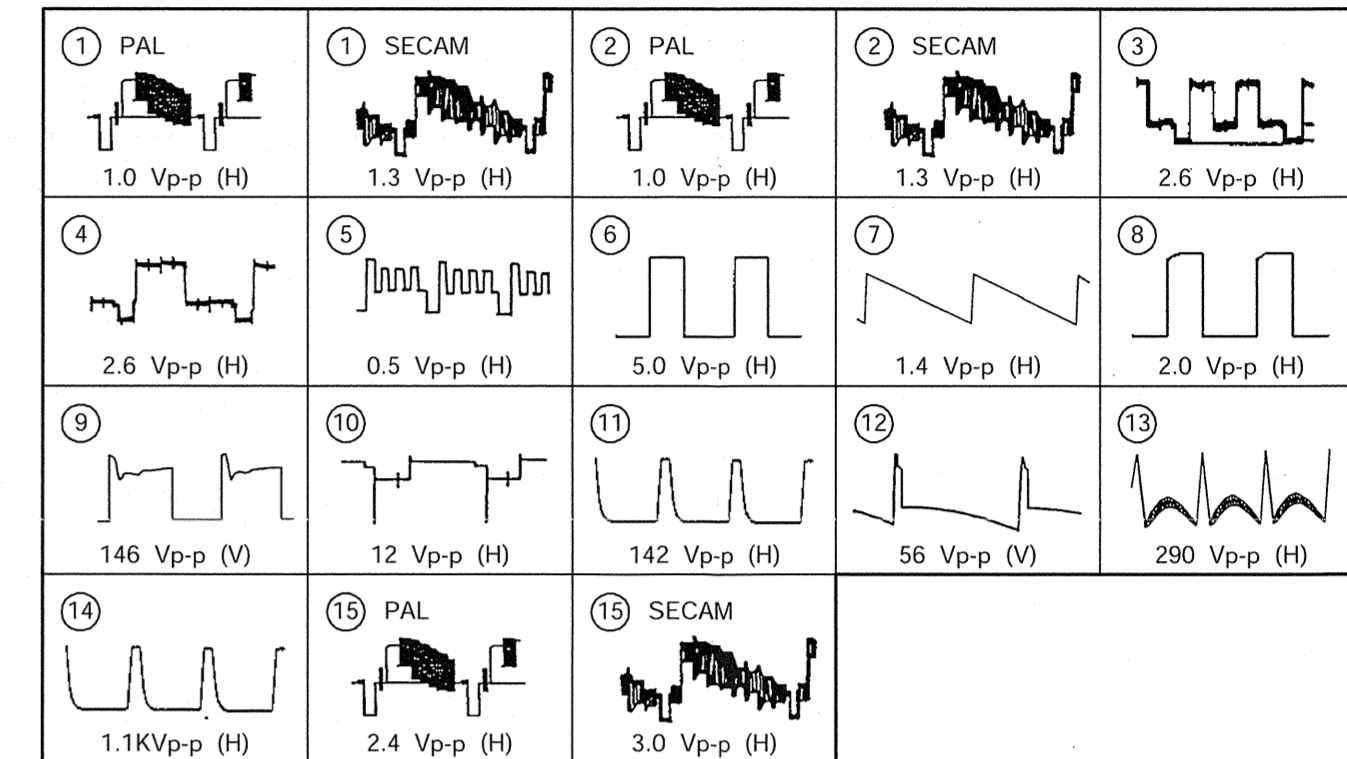 ① PAL
1.0 Vp-p (H)
① SECAM
1.3 Vp-p (H)
② PAL
1.0 Vp-p (H)
② SECAM
1.3 Vp-p (H)
③
2.6 Vp-p (H)
④
2.6 Vp-p (H)
⑤
0.5 Vp-p (H)
⑥
5.0 Vp-p (H)
⑦
1.4 Vp-p (H)
⑧
2.0 Vp-p (H)
⑨
146 Vp-p (V)
⑩
12 Vp-p (H)
⑪
142 Vp-p (H)
⑫
56 Vp-p (V)
⑬
290 Vp-p (H)
⑭
1.1KVp-p (H)
⑮ PAL
2.4 Vp-p (H)
⑮ SECAM
3.0 Vp-p (H)